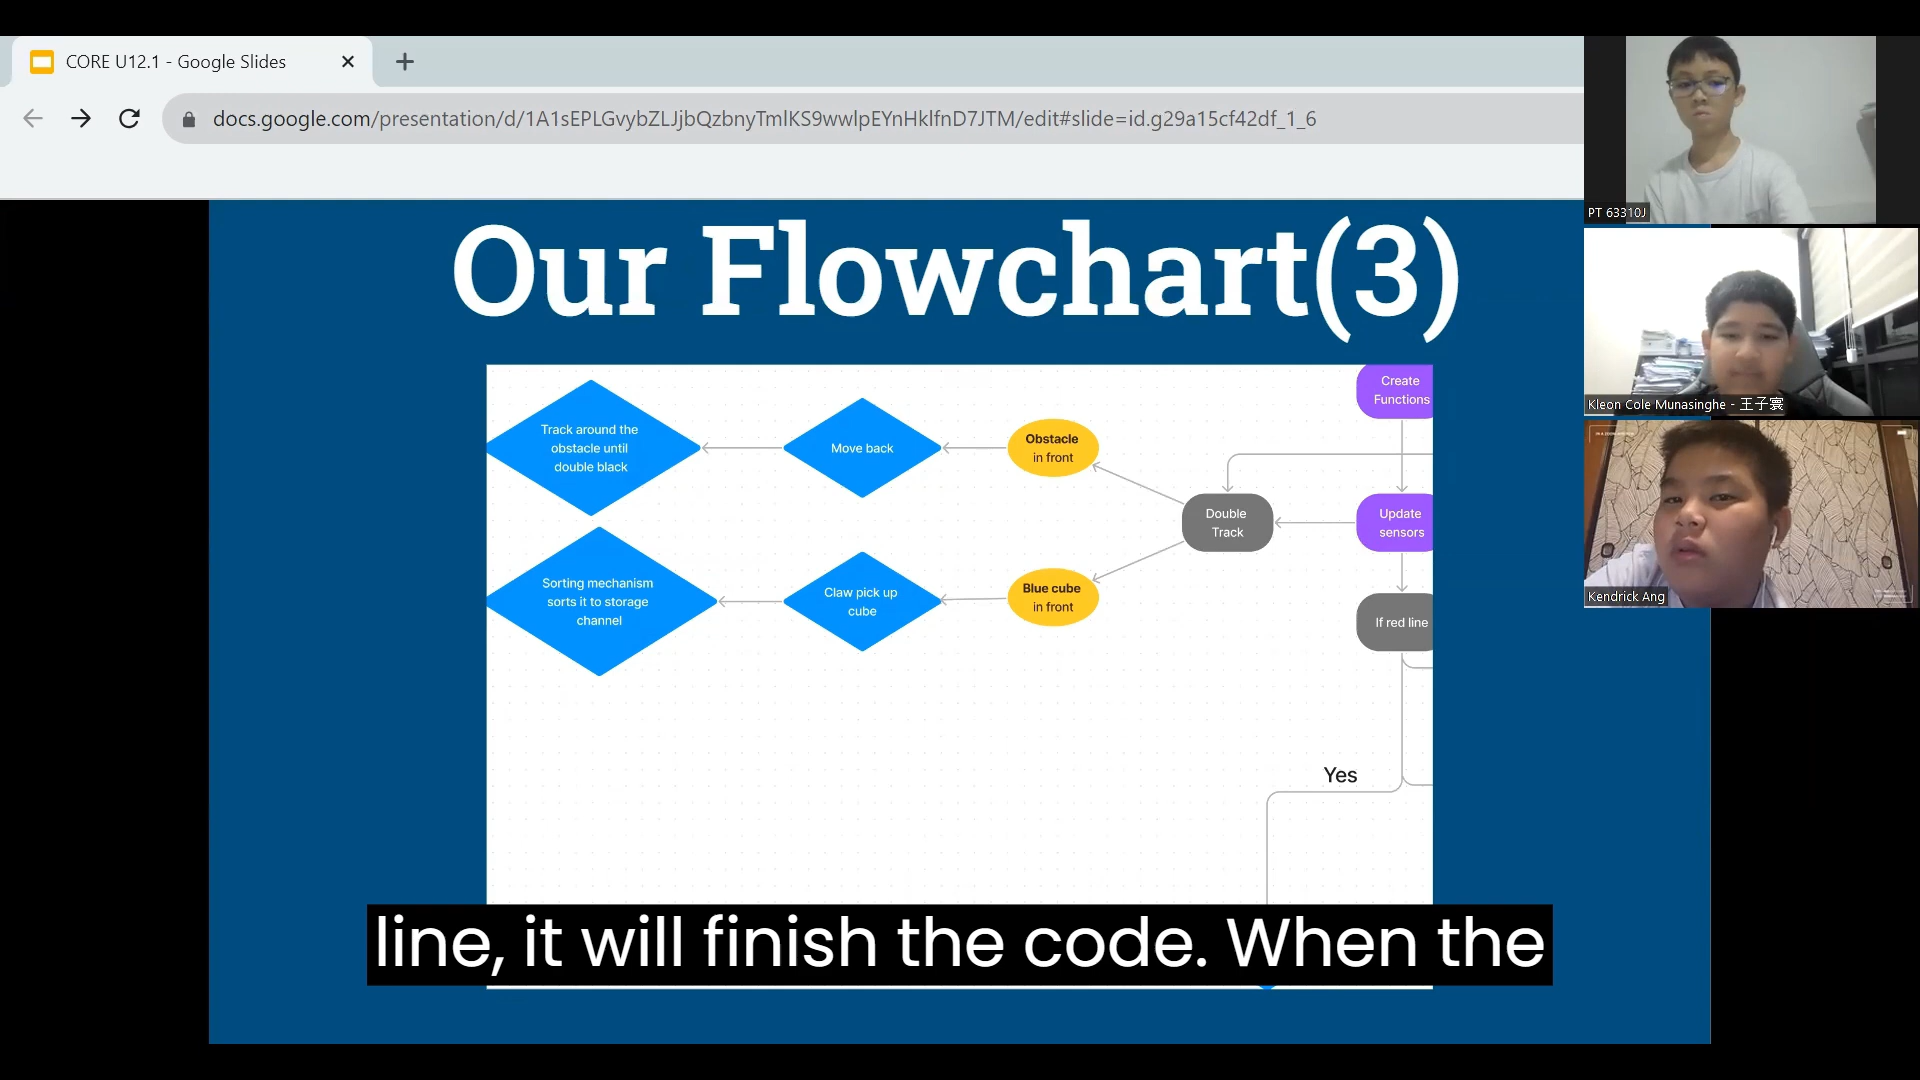 CORE U12.1 - Google Slides
docs.google.com/presentation/d/1A1sEPLGvybZLJjbQzbnyTmlKS9wwlpEYnHklfnD7JTM/edit#slide=id.g29a15cf42df_1_6
PT 63310J
Kleon Cole Munasinghe - 王子寰
Kendrick Ang
Our Flowchart(3)
Create
Functions
Track around the
obstacle until
double black
Move back
Obstacle
in front
Double
Track
Update
sensors
Sorting mechanism
sorts it to storage
channel
Claw pick up
cube
Blue cube
in front
If red line
Yes
line, it will finish the code. When the